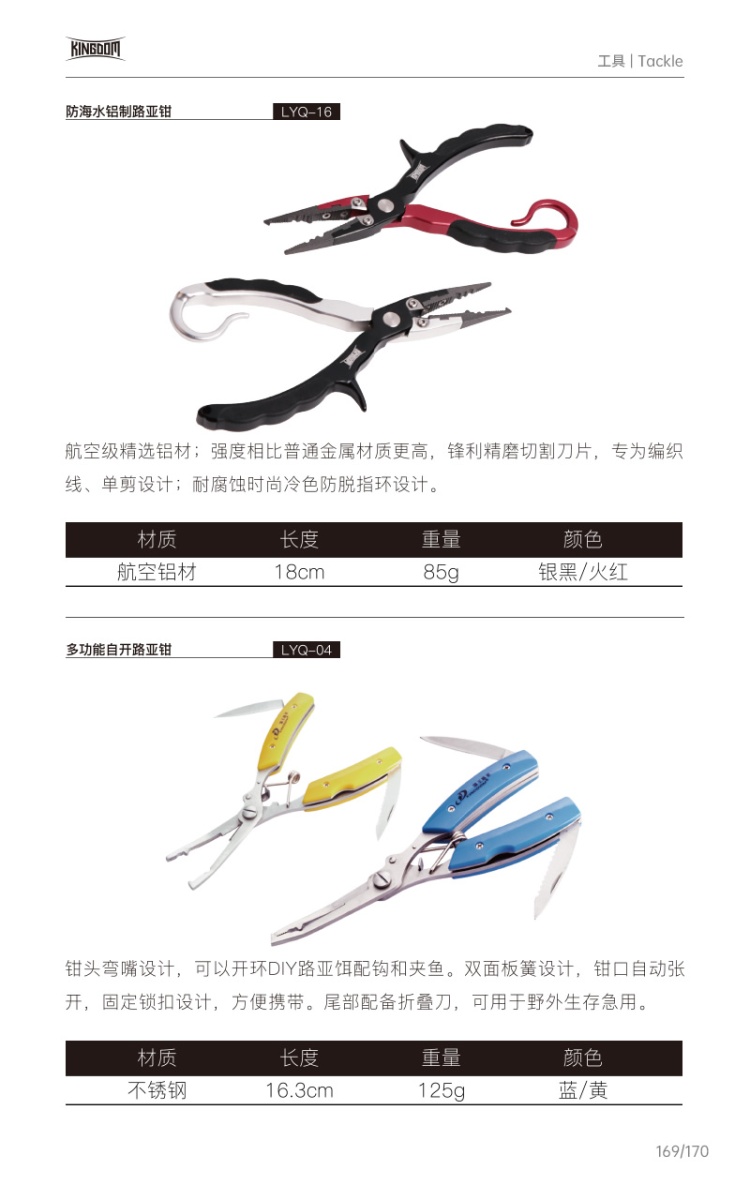 KINGDOM
工具 | Tackle
防海水铝制路亚钳 LYQ-16
KINGDOM
KINGDOM
航空级精选铝材；强度相比普通金属材质更高，锋利精磨切割刀片，专为编织
线、单剪设计；耐腐蚀时尚冷色防脱指环设计。
材质 长度 重量 颜色
航空铝材 18cm 85g 银黑/火红
多功能自开路亚钳 LYQ-04
钳头弯嘴设计，可以开环DIY路亚饵配钩和夹鱼。双面板簧设计，钳口自动张
开，固定锁扣设计，方便携带。尾部配备折叠刀，可用于野外生存急用。
材质 长度 重量 颜色
不锈钢 16.3cm 125g 蓝/黄
169/170